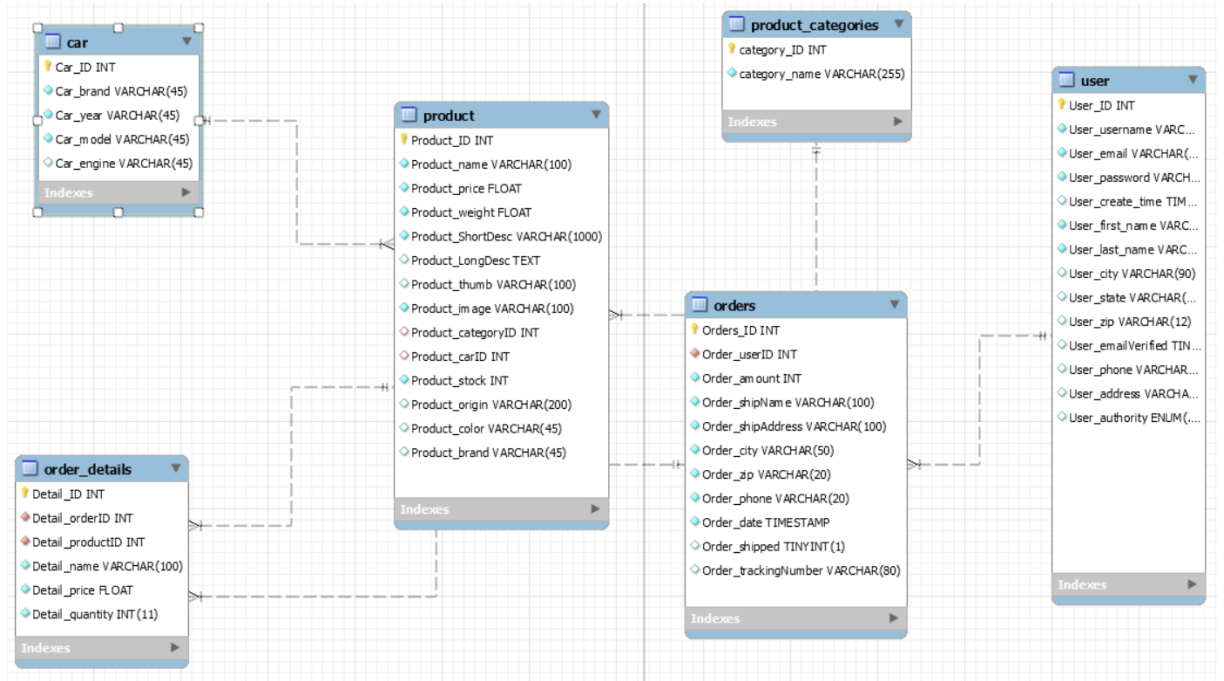 car
Car_ID INT
Car_brand VARCHAR(45)
Car_year VARCHAR(45)
Car_model VARCHAR(45)
Car_engine VARCHAR(45)
Indexes
product
Product_ID INT
Product_name VARCHAR(100)
Product_price FLOAT
Product_weight FLOAT
Product_ShortDesc VARCHAR(1000)
Product_LongDesc TEXT
Product_thumb VARCHAR(100)
Product_image VARCHAR(100)
Product_categoryID INT
Product_carID INT
Product_stock INT
Product_origin VARCHAR(200)
Product_color VARCHAR(45)
Product_brand VARCHAR(45)
Indexes
product_categories
category_ID INT
category_name VARCHAR(255)
Indexes
user
User_ID INT
User_username VARC...
User_email VARCHAR(...
User_password VARCH...
User_create_time TIM...
User_first_name VARC...
User_last_name VARC...
User_city VARCHAR(90)
User_state VARCHAR(...
User_zip VARCHAR(12)
User_emailVerified TIN...
User_phone VARCHAR...
User_address VARCHA...
User_authority ENUM(....
Indexes
orders
Orders_ID INT
Order_userID INT
Order_amount INT
Order_shipName VARCHAR(100)
Order_shipAddress VARCHAR(100)
Order_city VARCHAR(50)
Order_zip VARCHAR(20)
Order_phone VARCHAR(20)
Order_date TIMESTAMP
Order_shipped TINYINT(1)
Order_trackingNumber VARCHAR(80)
Indexes
order_details
Detail_ID INT
Detail_orderID INT
Detail_productID INT
Detail_name VARCHAR(100)
Detail_price FLOAT
Detail_quantity INT(11)
Indexes